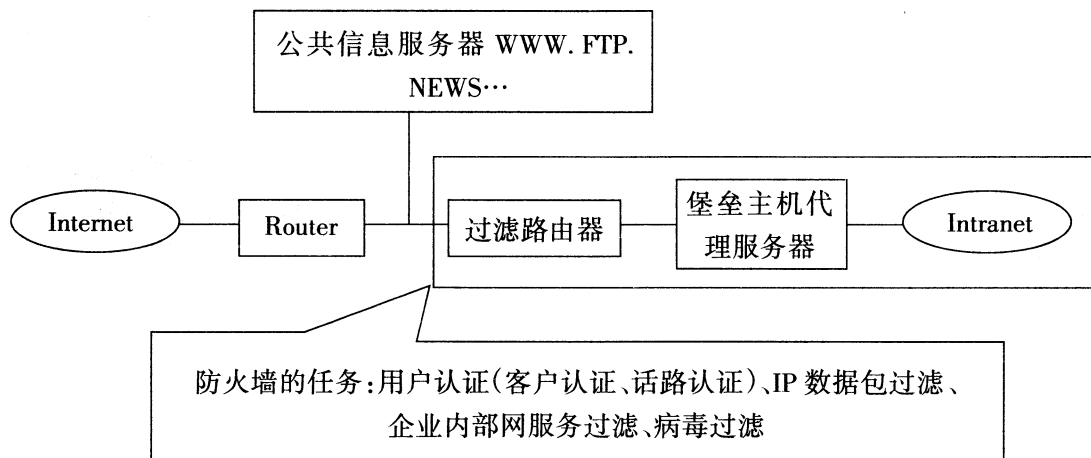 公共信息服务器 WWW. FTP.
NEWS…
Internet
Router
过滤路由器
堡垒主机代
理服务器
Intranet
防火墙的任务:用户认证(客户认证、话路认证)、IP 数据包过滤、
企业内部网服务过滤、病毒过滤